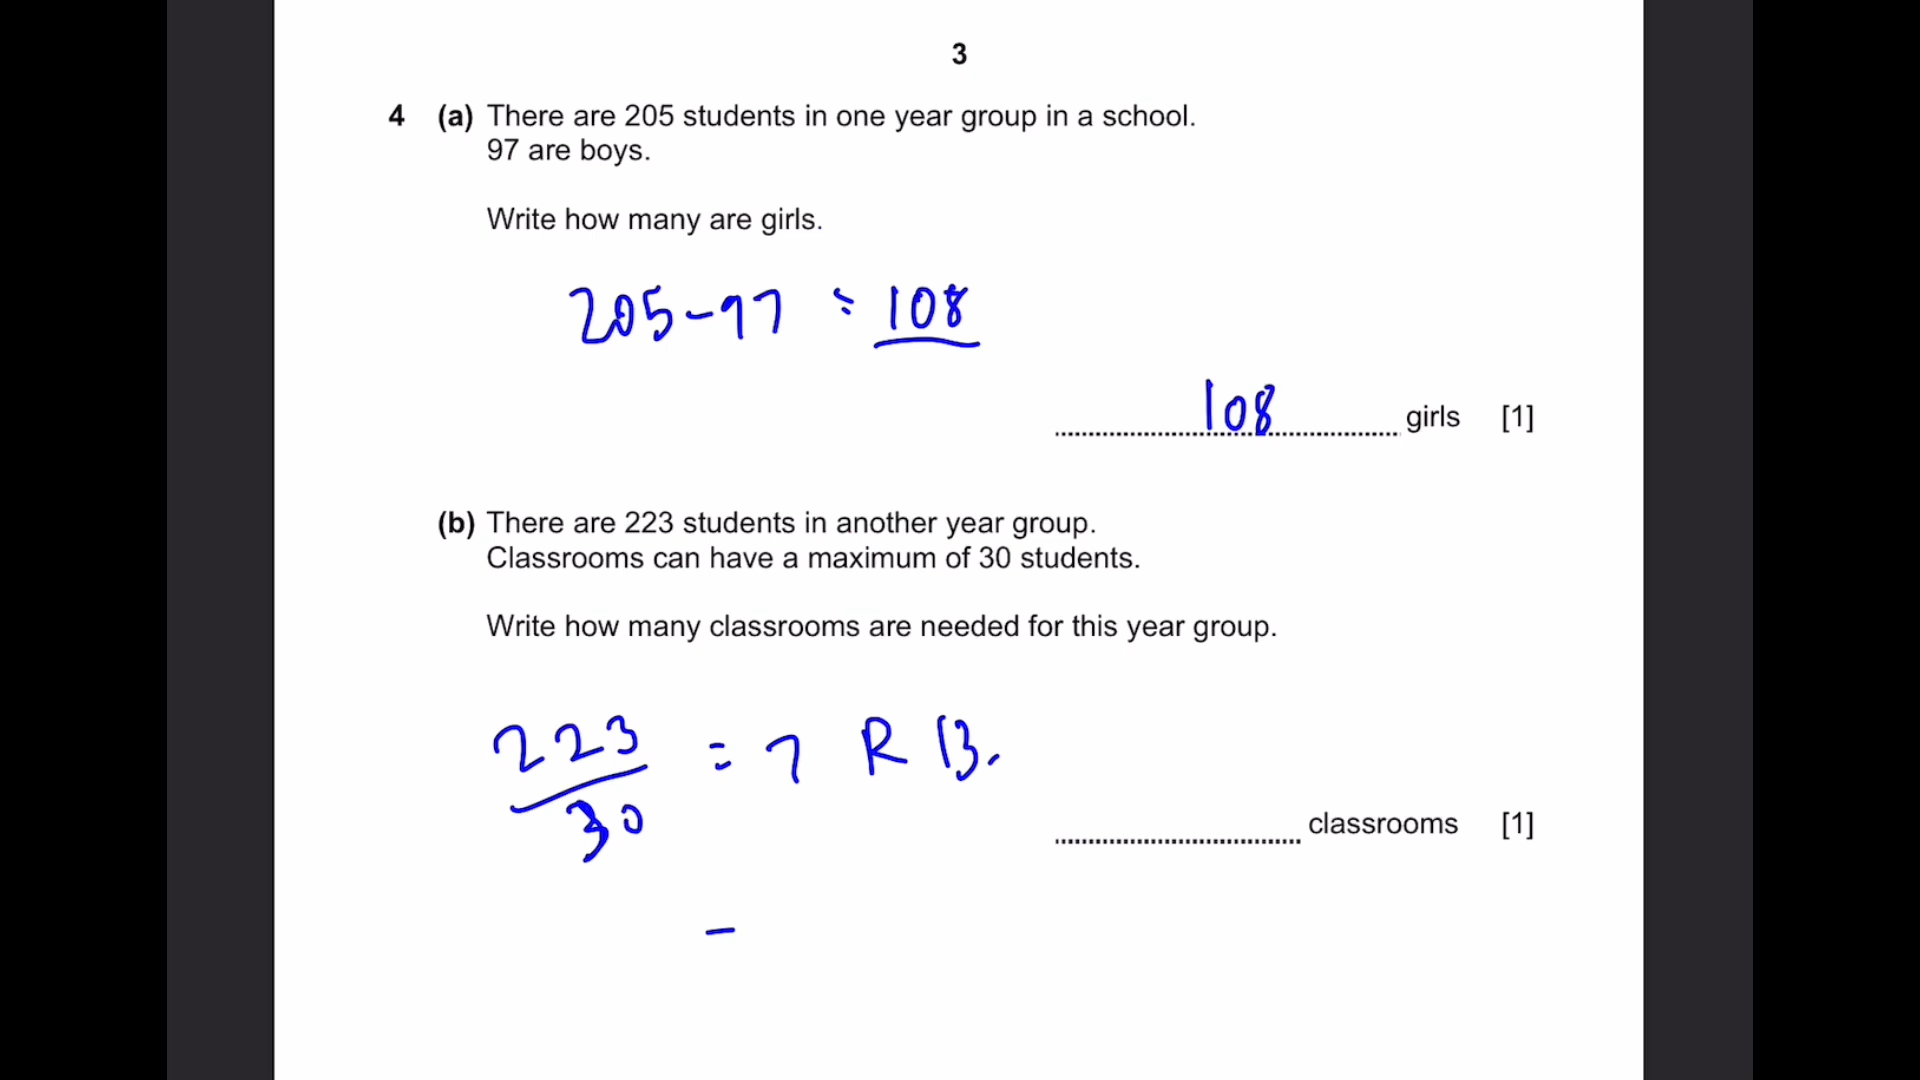 3
4 (a) There are 205 students in one year group in a school.
97 are boys.
Write how many are girls.
205-97 = 108
108 girls [1]
(b) There are 223 students in another year group.
Classrooms can have a maximum of 30 students.
Write how many classrooms are needed for this year group.
223
30 = 7 R 13.
classrooms [1]